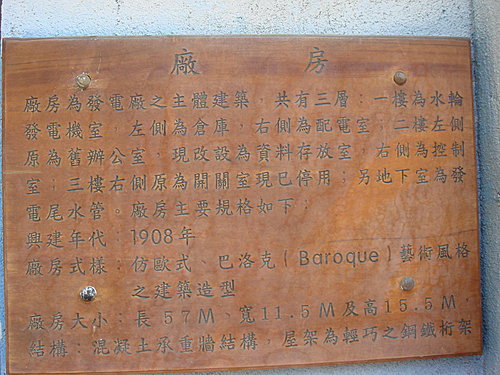 廠房
廠房為發電廠之主體建築，共有三層：一樓為水輪
發電機室，左側為倉庫，右側為配電室；二樓左側
原為舊辦公室，現改設為資料存放室，右側為控制
室；三樓右側原為開關室現已停用；另地下室為發
電尾水管。廠房主要規格如下：
興建年代：1908年
廠房式樣：仿歐式、巴洛克（Baroque）藝術風格
之建築造型
廠房大小：長57M、寬11.5M及高15.5M，
結構：混凝土承重牆結構，屋架為輕巧之鋼鐵桁架